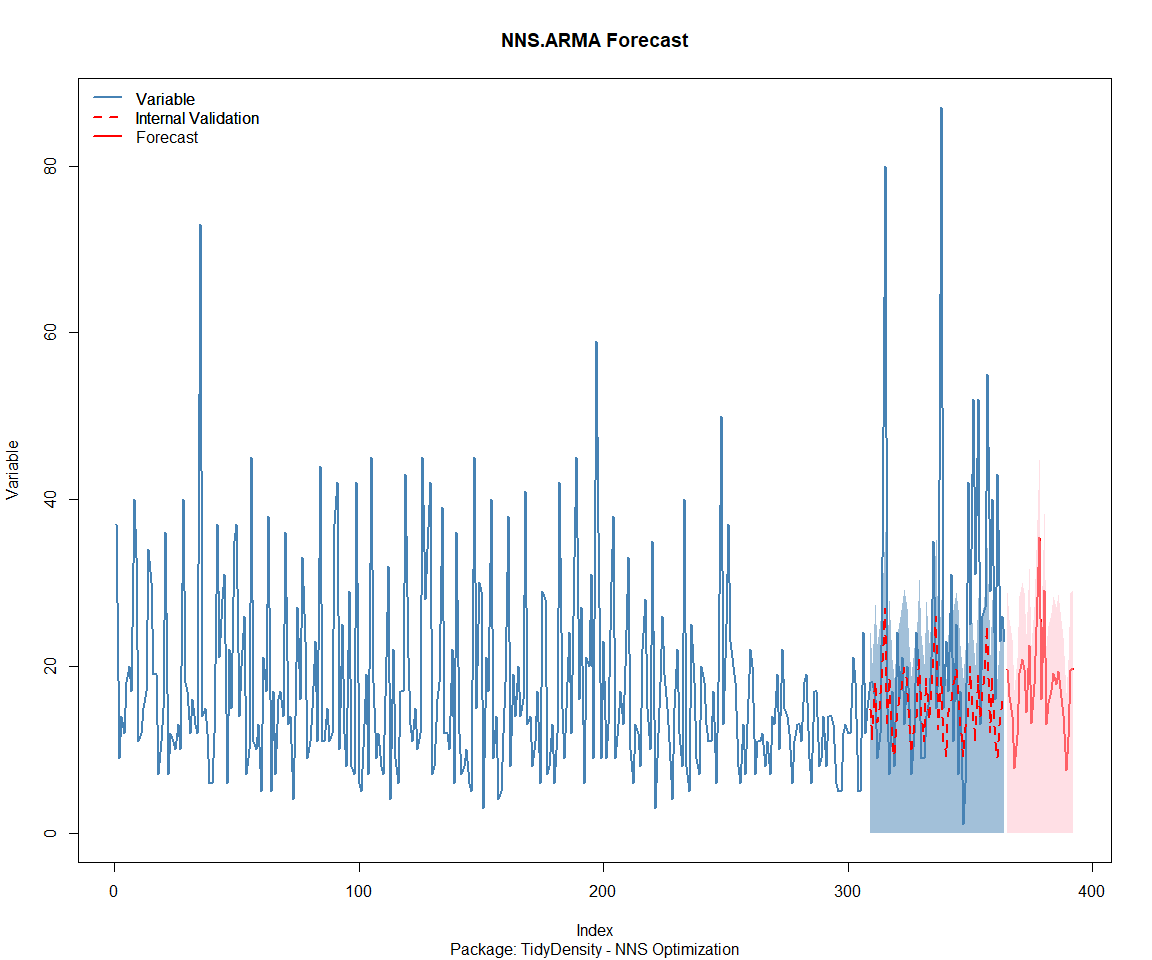 NNS.ARMA Forecast
Variable
Internal Validation
Forecast
Variable
80
60
40
20
0
0
100
200
300
400
Index
Package: TidyDensity - NNS Optimization